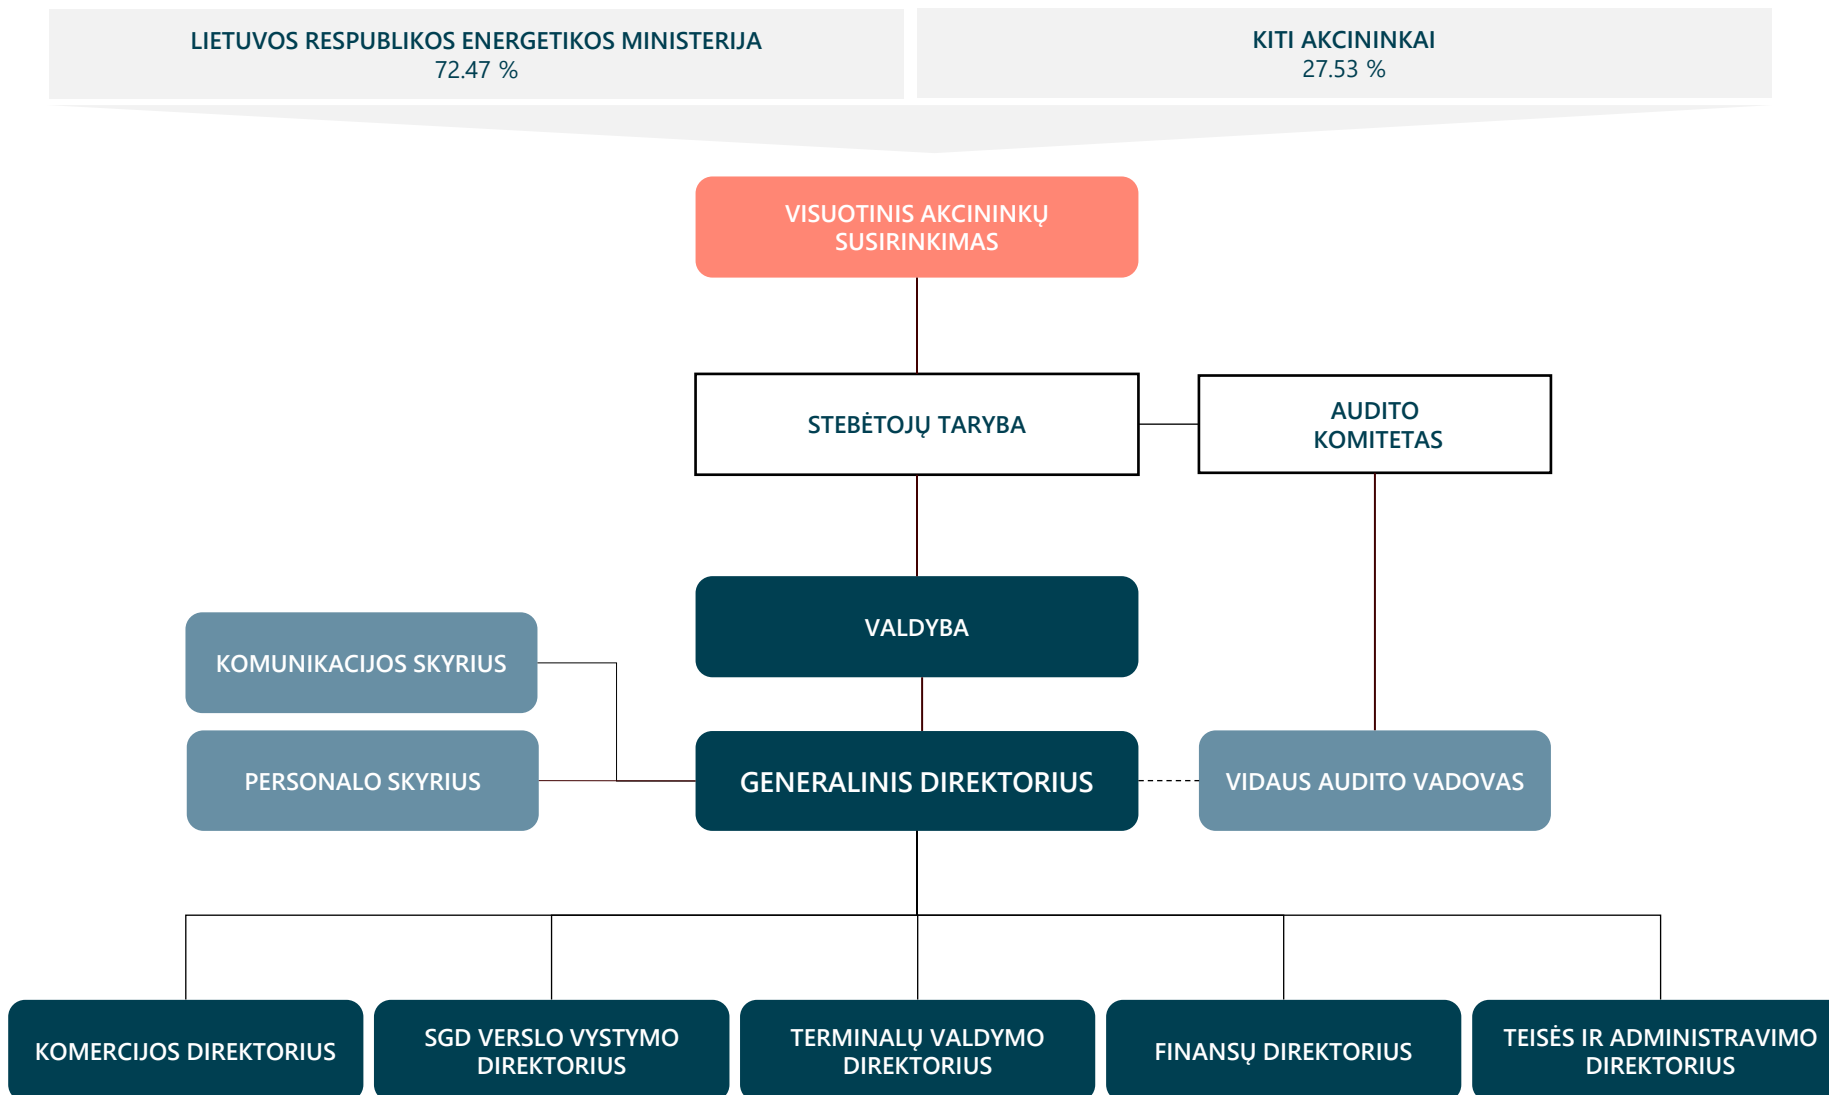 LIETUVOS RESPUBLIKOS ENERGETIKOS MINISTERIJA
72.47 %
KITI AKCININKAI
27.53 %
VISUOTINIS AKCININKŲ
SUSIRINKIMAS
STEBĖTOJŲ TARYBA
AUDITO
KOMITETAS
VALDYBA
KOMUNIKACIJOS SKYRIUS
PERSONALO SKYRIUS
GENERALINIS DIREKTORIUS
VIDAUS AUDITO VADOVAS
KOMERCIJOS DIREKTORIUS
SGD VERSLO VYSTYMO
DIREKTORIUS
TERMINALŲ VALDYMO
DIREKTORIUS
FINANSŲ DIREKTORIUS
TEISĖS IR ADMINISTRAVIMO
DIREKTORIUS